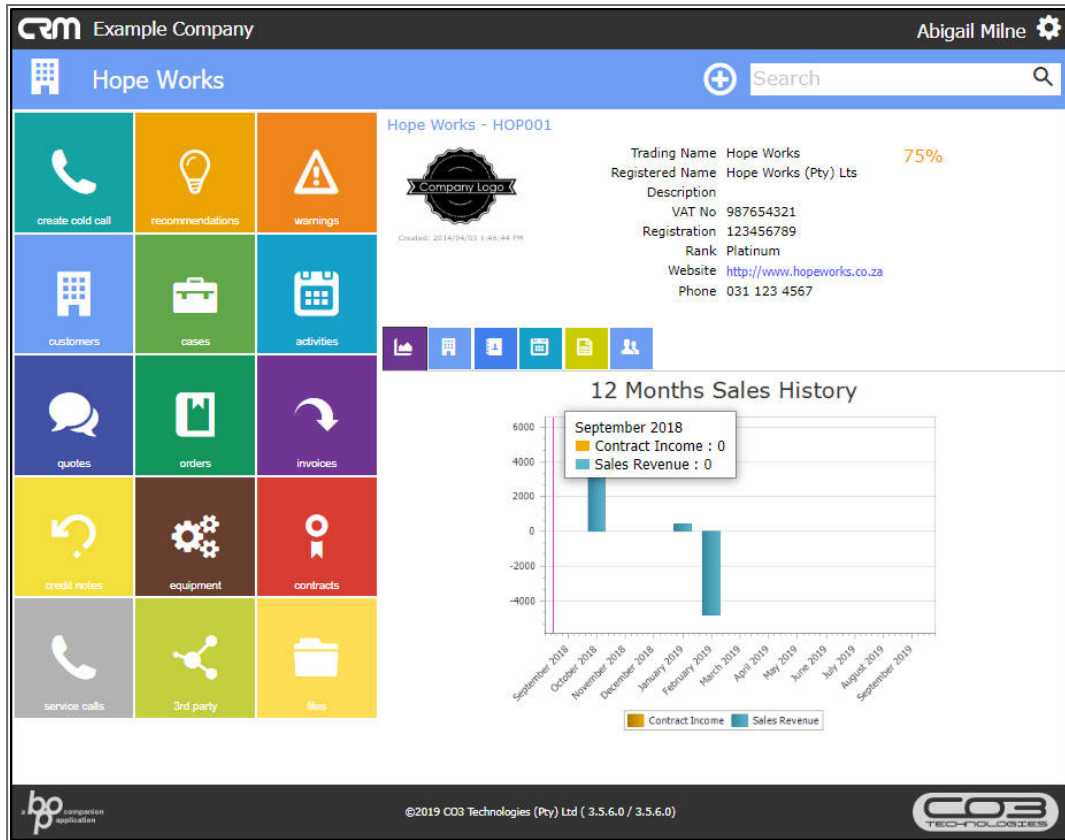 CRM Example Company
Abigail Milne
Hope Works
Search
create cold call
recommendations
warnings
customers
cases
activities
quotes
orders
invoices
credit notes
equipment
contracts
service calls
3rd party
files
Hope Works - HOP001
Company Logo
Created: 2014/04/03 3:46:44 PM
Trading Name Hope Works
Registered Name Hope Works (Pty) Lts
Description
VAT No 987654321
Registration 123456789
Rank Platinum
Website http://www.hopeworks.co.za
Phone 031 123 4567
75%
12 Months Sales History
6000
4000
2000
0
-2000
-4000
September 2018
Contract Income : 0
Sales Revenue : 0
September 2018
October 2018
November 2018
December 2018
January 2019
February 2019
March 2019
April 2019
May 2019
June 2019
July 2019
August 2019
September 2019
Contract Income Sales Revenue
a bpo companion
application
©2019 CO3 Technologies (Pty) Ltd ( 3.5.6.0 / 3.5.6.0)
CO3
TECHNOLOGIES